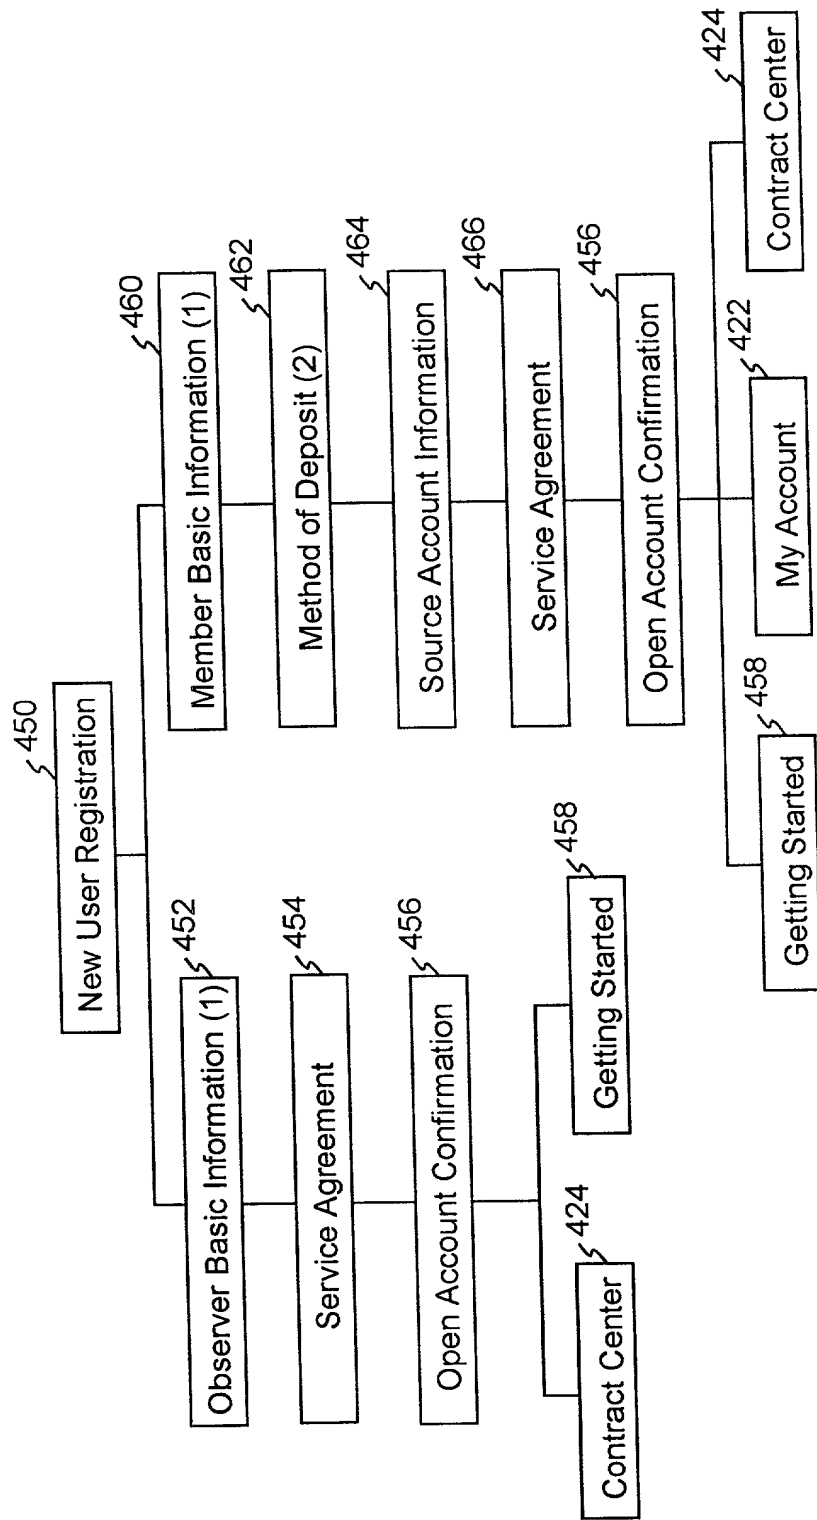 New User Registration
450
Observer Basic Information (1)
452
Service Agreement
454
Open Account Confirmation
456
Contract Center
424
Getting Started
458
Member Basic Information (1)
460
Method of Deposit (2)
462
Source Account Information
464
Service Agreement
466
Open Account Confirmation
456
Getting Started
458
My Account
422
Contract Center
424